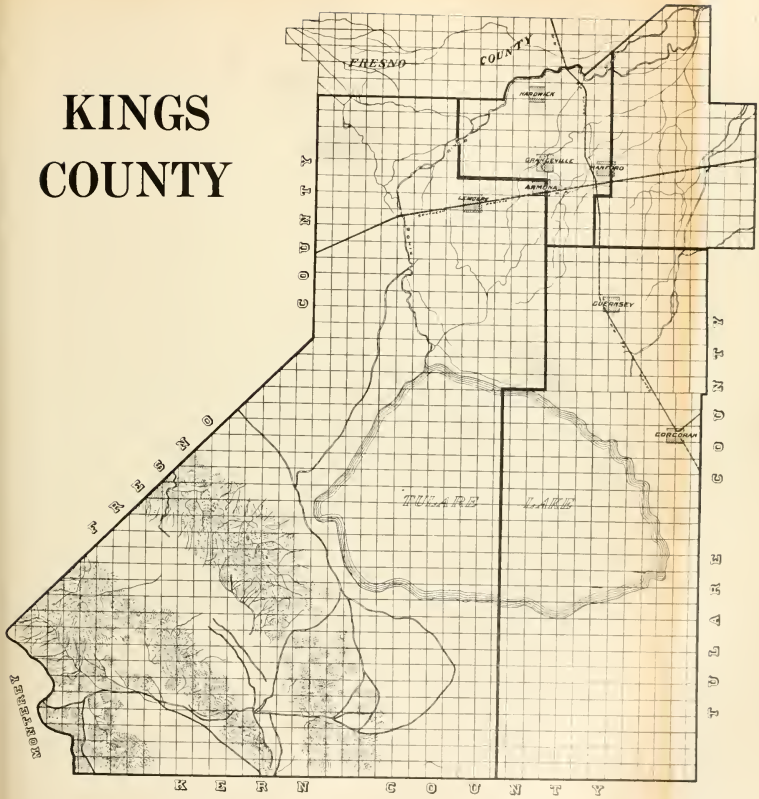 KINGS
COUNTY
FRESNO COUNTY
HARDWICK
GRANGEVILLE
HANFORD
ARMONA
LEMOORE
COUNTY
GUERNSEY
FRESNO
CORCORAN
TULARE LAKE
TULARE COUNTY
MONTEREY
KERN COUNTY